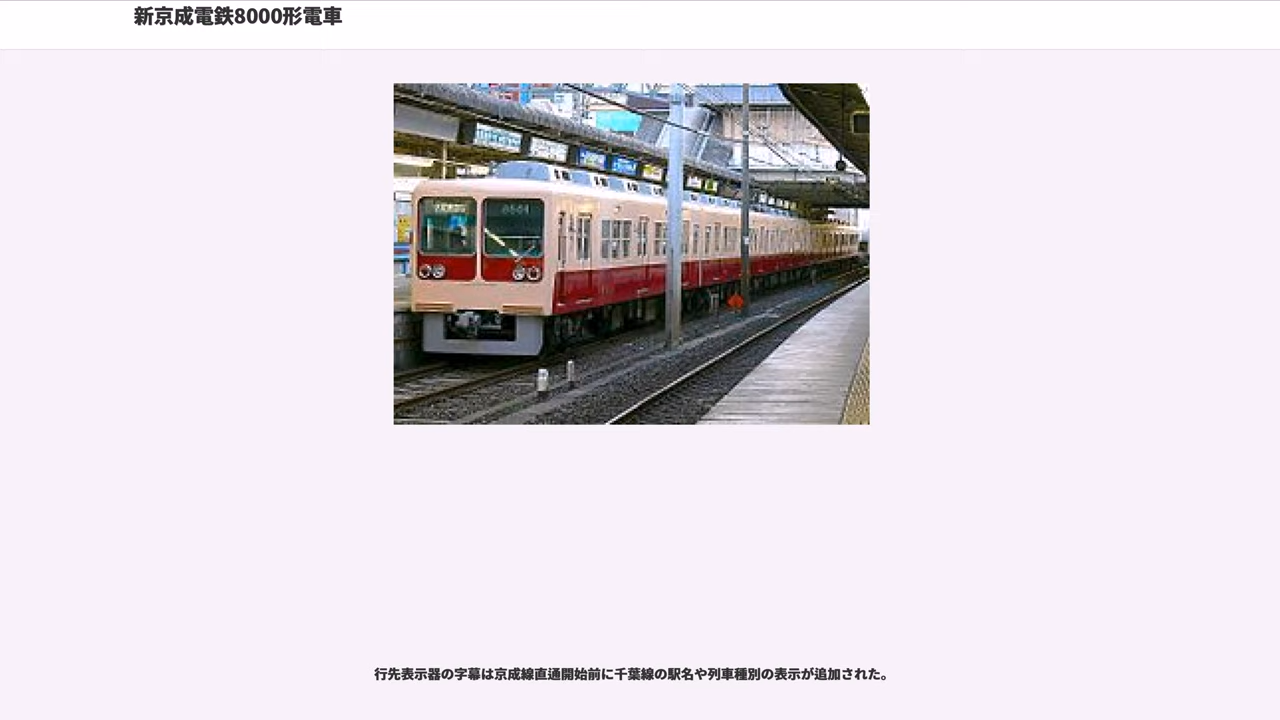 新京成電鉄8000形電車
行先表示器の字幕は京成線直通開始前に千葉線の駅名や列車種別の表示が追加された。